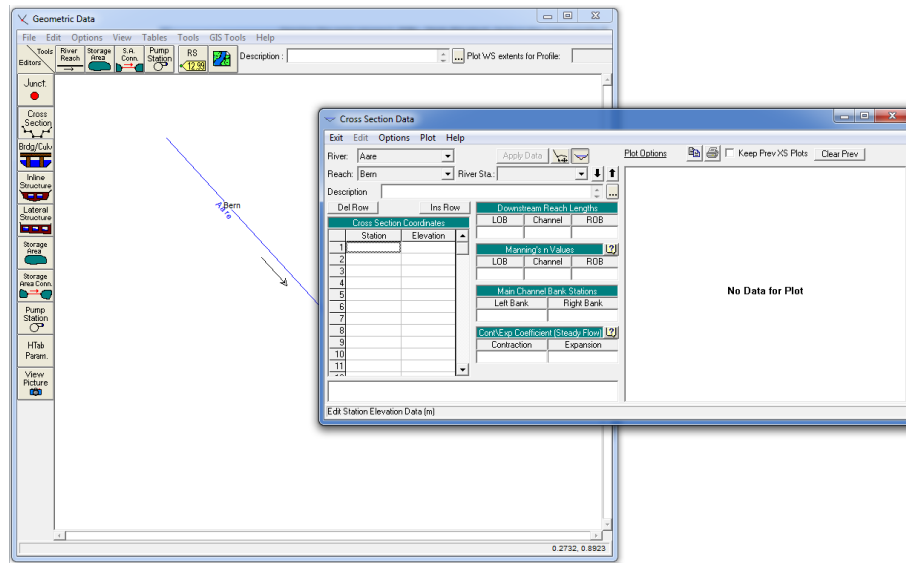 Geometric Data
File Edit Options View Tables Tools GIS Tools Help
Tools
Editors
River
Reach
Storage
Area
S.A.
Conn.
Pump
Station
RS
12.99
Description :
...
Plot WS extents for Profile:
Junct.
Cross
Section
Brdg/Culv
Inline
Structure
Lateral
Structure
Storage
Area
Storage
Area Conn.
Pump
Station
HTab
Param.
View
Picture
Bern
Aare
0.2732, 0.8923
Cross Section Data
Exit Edit Options Plot Help
River: Aare
Apply Data
Plot Options
Keep Prev XS Plots
Clear Prev
Reach: Bern
River Sta.:
Description
...
Del Row
Ins Row
Downstream Reach Lengths
LOB Channel ROB
Cross Section Coordinates
Station Elevation
1
2
3
4
5
6
7
8
9
10
11
Manning's n Values
LOB Channel ROB
Main Channel Bank Stations
Left Bank Right Bank
Cont\Exp Coefficient (Steady Flow)
Contraction Expansion
No Data for Plot
Edit Station Elevation Data (m)